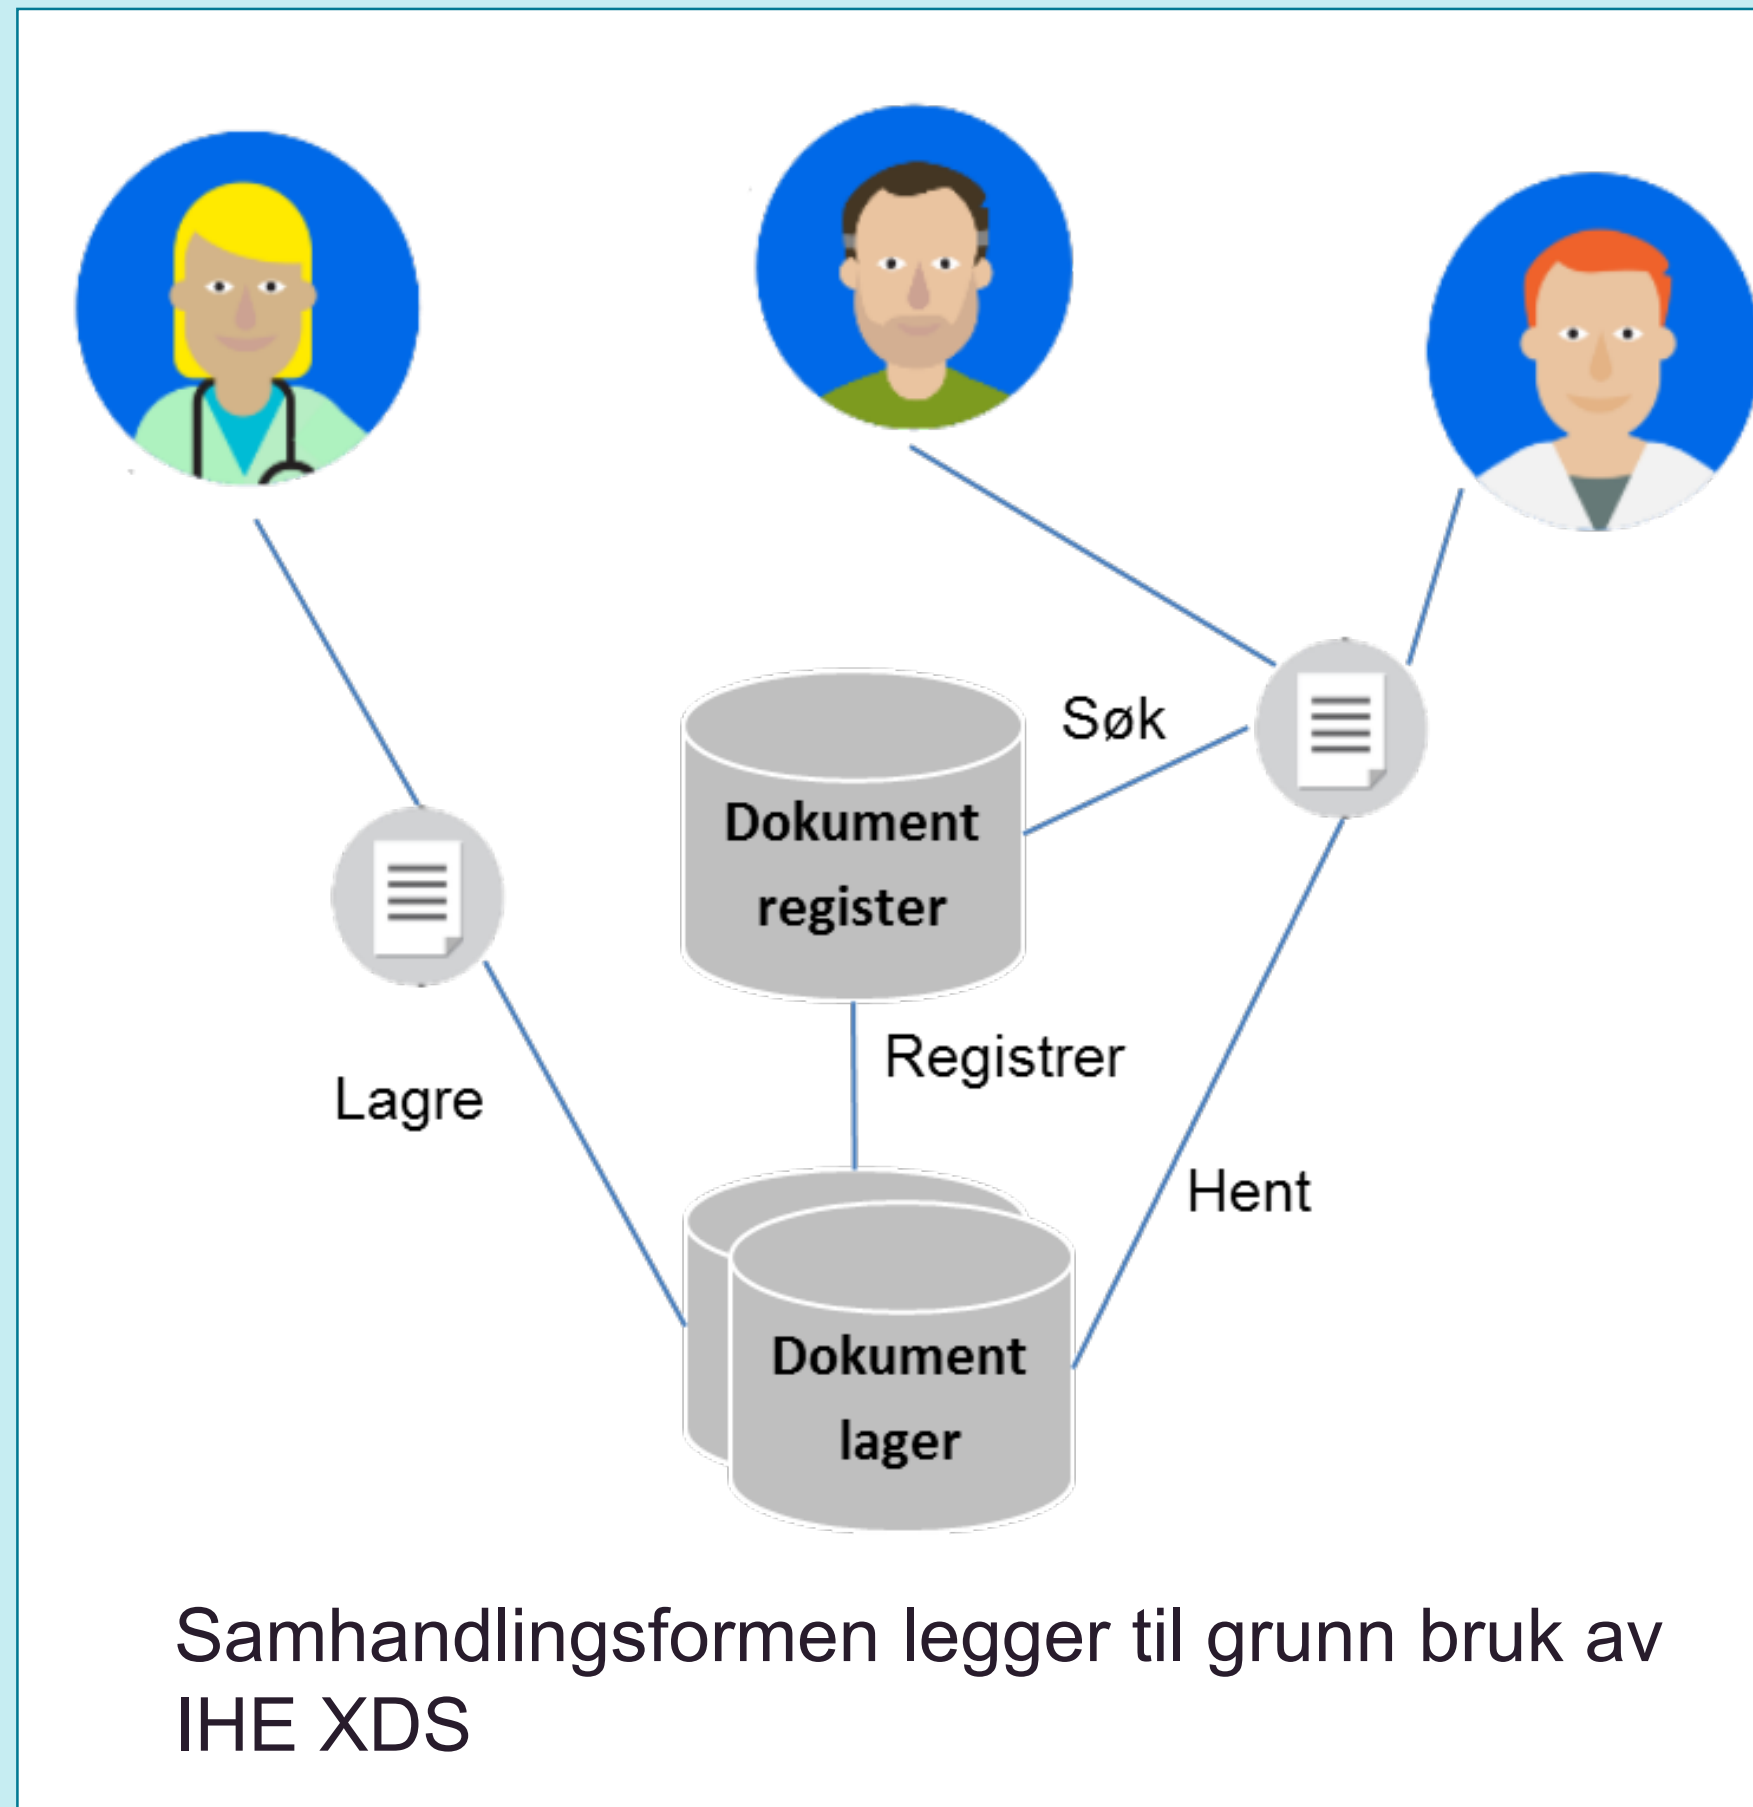 Søk
Dokument
register
Registrer
Lagre
Hent
Dokument
lager
Samhandlingsformen legger til grunn bruk av
IHE XDS